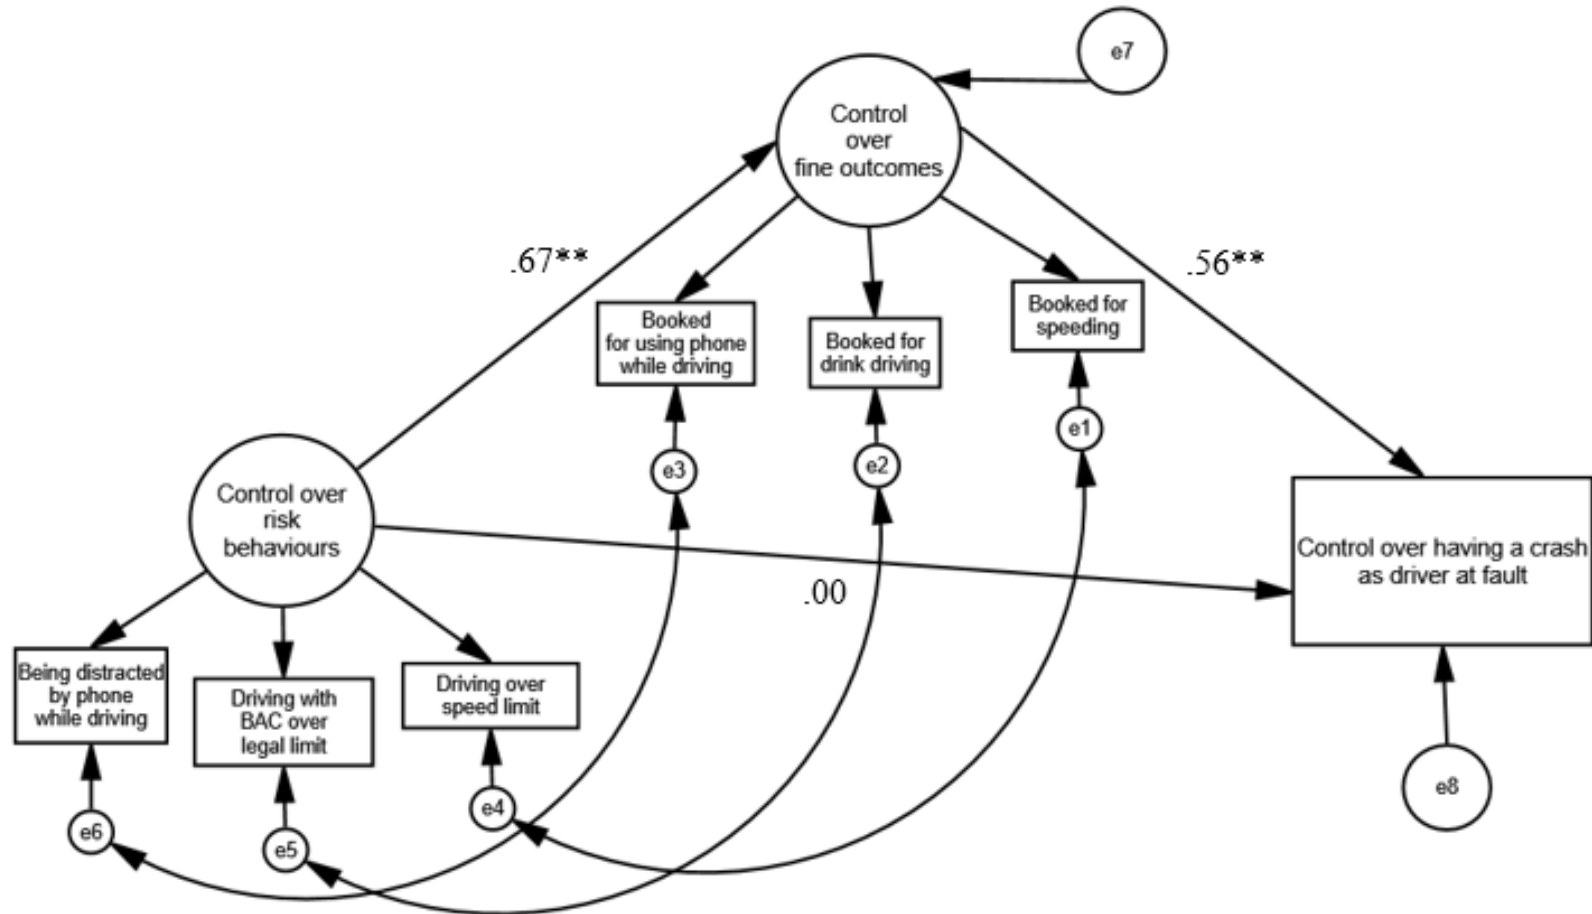 e7
Control
over
fine outcomes
.67**
.56**
Booked
for using phone
while driving
Booked for
drink driving
Booked for
speeding
e3
e2
e1
Control over
risk
behaviours
Control over having a crash
as driver at fault
.00
Being distracted
by phone
while driving
Driving with
BAC over
legal limit
Driving over
speed limit
e6
e5
e4
e8